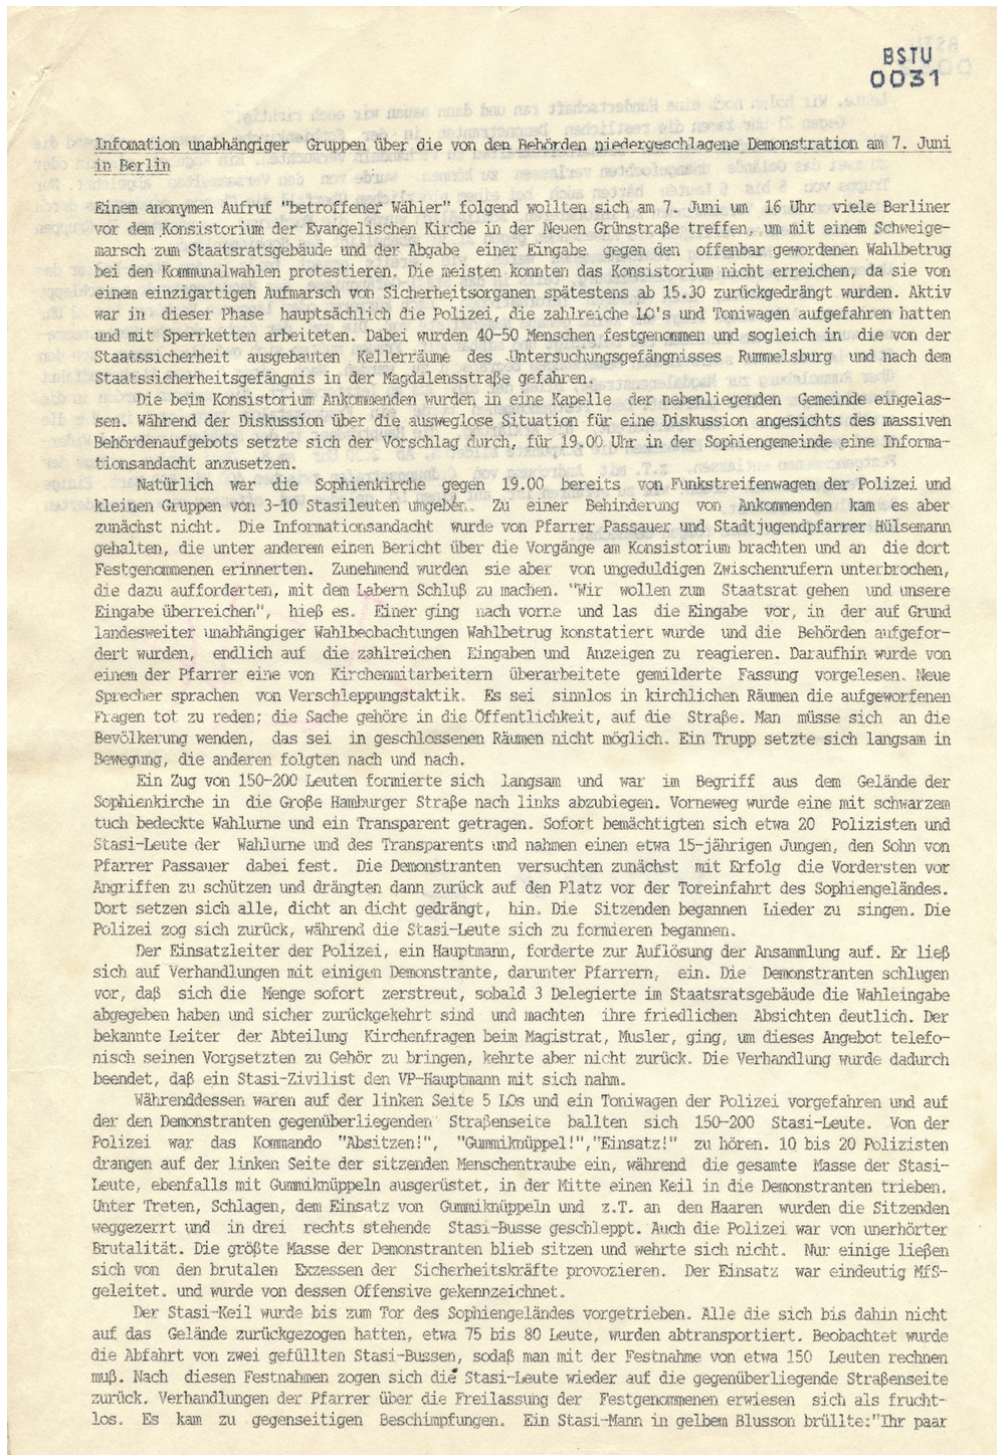 BSTU
0031
Infomation unabhängiger Gruppen über die von den Behörden niedergeschlagene Demonstration am 7. Juni
in Berlin
Einem anonymen Aufruf "betroffener Wähler" folgend wollten sich am 7. Juni um 16 Uhr viele Berliner
vor dem Konsistorium der Evangelischen Kirche in der Neuen Grünstraße treffen, um mit einem Schweige-
marsch zum Staatsratsgebäude und der Abgabe einer Eingabe gegen den offenbar gewordenen Wahlbetrug
bei den Kommunalwahlen protestieren. Die meisten konnten das Konsistorium nicht erreichen, da sie von
einem einzigartigen Aufmarsch von Sicherheitsorganen spätestens ab 15.30 zurückgedrängt wurden. Aktiv
war in dieser Phase hauptsächlich die Polizei, die zahlreiche LO's und Toniwagen aufgefahren hatten
und mit Sperrketten arbeiteten. Dabei wurden 40-50 Menschen festgenommen und sogleich in die von der
Staatssicherheit ausgebauten Kellerräume des Untersuchungsgefängnisses Rummelsburg und nach dem
Staatssicherheitsgefängnis in der Magdalensstraße gefahren.
Die beim Konsistorium Ankommenden wurden in eine Kapelle der nebenliegenden Gemeinde eingelas-
sen. Während der Diskussion über die ausweglose Situation für eine Diskussion angesichts des massiven
Behördenaufgebots setzte sich der Vorschlag durch, für 19.00 Uhr in der Sophiengemeinde eine Informa-
tionsandacht anzusetzen.
Natürlich war die Sophienkirche gegen 19.00 bereits von Funkstreifenwagen der Polizei und
kleinen Gruppen von 3-10 Stasileuten umgeben. Zu einer Behinderung von Ankommenden kam es aber
zunächst nicht. Die Informationsandacht wurde von Pfarrer Passauer und Stadtjugendpfarrer Hülsemann
gehalten, die unter anderem einen Bericht über die Vorgänge am Konsistorium brachten und an die dort
Festgenommenen erinnerten. Zunehmend wurden sie aber von ungeduldigen Zwischenrufern unterbrochen,
die dazu aufforderten, mit dem Labern Schluß zu machen. "Wir wollen zum Staatsrat gehen und unsere
Eingabe überreichen", hieß es. Einer ging nach vorne und las die Eingabe vor, in der auf Grund
landesweiter unabhängiger Wahlbeobachtungen Wahlbetrug konstatiert wurde und die Behörden aufgefor-
dert wurden, endlich auf die zahlreichen Eingaben und Anzeigen zu reagieren. Daraufhin wurde von
einem der Pfarrer eine von Kirchenmitarbeitern überarbeitete gemilderte Fassung vorgelesen. Neue
Sprecher sprachen von Verschleppungstaktik. Es sei sinnlos in kirchlichen Räumen die aufgeworfenen
Fragen tot zu reden; die Sache gehöre in die Öffentlichkeit, auf die Straße. Man müsse sich an die
Bevölkerung wenden, das sei in geschlossenen Räumen nicht möglich. Ein Trupp setzte sich langsam in
Bewegung, die anderen folgten nach und nach.
Ein Zug von 150-200 Leuten formierte sich langsam und war im Begriff aus dem Gelände der
Sophienkirche in die Große Hamburger Straße nach links abzubiegen. Vorneweg wurde eine mit schwarzem
tuch bedeckte Wahlurne und ein Transparent getragen. Sofort bemächtigten sich etwa 20 Polizisten und
Stasi-Leute der Wahlurne und des Transparents und nahmen einen etwa 15-jährigen Jungen, den Sohn von
Pfarrer Passauer dabei fest. Die Demonstranten versuchten zunächst mit Erfolg die Vordersten vor
Angriffen zu schützen und drängten dann zurück auf den Platz vor der Toreinfahrt des Sophiengeländes.
Dort setzen sich alle, dicht an dicht gedrängt, hin. Die Sitzenden begannen Lieder zu singen. Die
Polizei zog sich zurück, während die Stasi-Leute sich zu formieren begannen.
Der Einsatzleiter der Polizei, ein Hauptmann, forderte zur Auflösung der Ansammlung auf. Er ließ
sich auf Verhandlungen mit einigen Demonstrante, darunter Pfarrern, ein. Die Demonstranten schlugen
vor, daß sich die Menge sofort zerstreut, sobald 3 Delegierte im Staatsratsgebäude die Wahleingabe
abgegeben haben und sicher zurückgekehrt sind und machten ihre friedlichen Absichten deutlich. Der
bekannte Leiter der Abteilung Kirchenfragen beim Magistrat, Musler, ging, um dieses Angebot telefo-
nisch seinen Vorgsetzten zu Gehör zu bringen, kehrte aber nicht zurück. Die Verhandlung wurde dadurch
beendet, daß ein Stasi-Zivilist den VP-Hauptmann mit sich nahm.
Währenddessen waren auf der linken Seite 5 LOs und ein Toniwagen der Polizei vorgefahren und auf
der den Demonstranten gegenüberliegenden Straßenseite ballten sich 150-200 Stasi-Leute. Von der
Polizei war das Kommando "Absitzen!", "Gummiknüppel!","Einsatz!" zu hören. 10 bis 20 Polizisten
drangen auf der linken Seite der sitzenden Menschentraube ein, während die gesamte Masse der Stasi-
Leute, ebenfalls mit Gummiknüppeln ausgerüstet, in der Mitte einen Keil in die Demonstranten trieben.
Unter Treten, Schlagen, dem Einsatz von Gummiknüppeln und z.T. an den Haaren wurden die Sitzenden
weggezerrt und in drei rechts stehende Stasi-Busse geschleppt. Auch die Polizei war von unerhörter
Brutalität. Die größte Masse der Demonstranten blieb sitzen und wehrte sich nicht. Nur einige ließen
sich von den brutalen Exzessen der Sicherheitskräfte provozieren. Der Einsatz war eindeutig MfS-
geleitet. und wurde von dessen Offensive gekennzeichnet.
Der Stasi-Keil wurde bis zum Tor des Sophiengeländes vorgetrieben. Alle die sich bis dahin nicht
auf das Gelände zurückgezogen hatten, etwa 75 bis 80 Leute, wurden abtransportiert. Beobachtet wurde
die Abfahrt von zwei gefüllten Stasi-Bussen, sodaß man mit der Festnahme von etwa 150 Leuten rechnen
muß. Nach diesen Festnahmen zogen sich die Stasi-Leute wieder auf die gegenüberliegende Straßenseite
zurück. Verhandlungen der Pfarrer über die Freilassung der Festgenommenen erwiesen sich als frucht-
los. Es kam zu gegenseitigen Beschimpfungen. Ein Stasi-Mann in gelbem Blusson brüllte:"Ihr paar